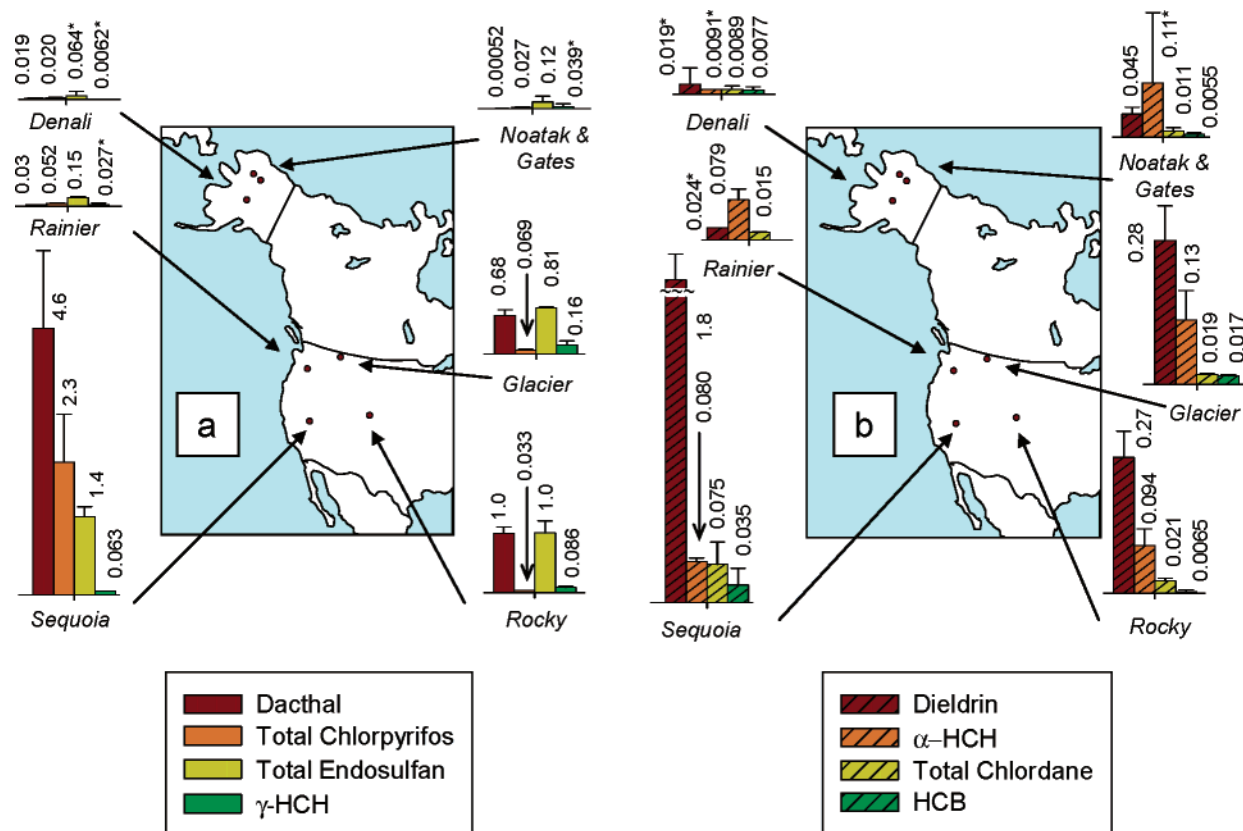 0.019
0.020
0.064*
0.0062*
Denali
0.00052
0.027
0.12
0.039*
Noatak &
Gates
0.03
0.052
0.15
0.027*
Rainier
4.6
2.3
1.4
0.063
Sequoia
0.68
0.069
0.81
0.16
Glacier
1.0
0.033
1.0
0.086
Rocky
a
Dacthal
Total Chlorpyrifos
Total Endosulfan
γ-HCH
0.019*
0.0091*
0.0089
0.0077
Denali
0.045
0.11*
0.011
0.0055
Noatak &
Gates
0.024*
0.079
0.015
Rainier
1.8
0.080
0.075
0.035
Sequoia
0.28
0.13
0.019
0.017
Glacier
0.27
0.094
0.021
0.0065
Rocky
b
Dieldrin
α–HCH
Total Chlordane
HCB